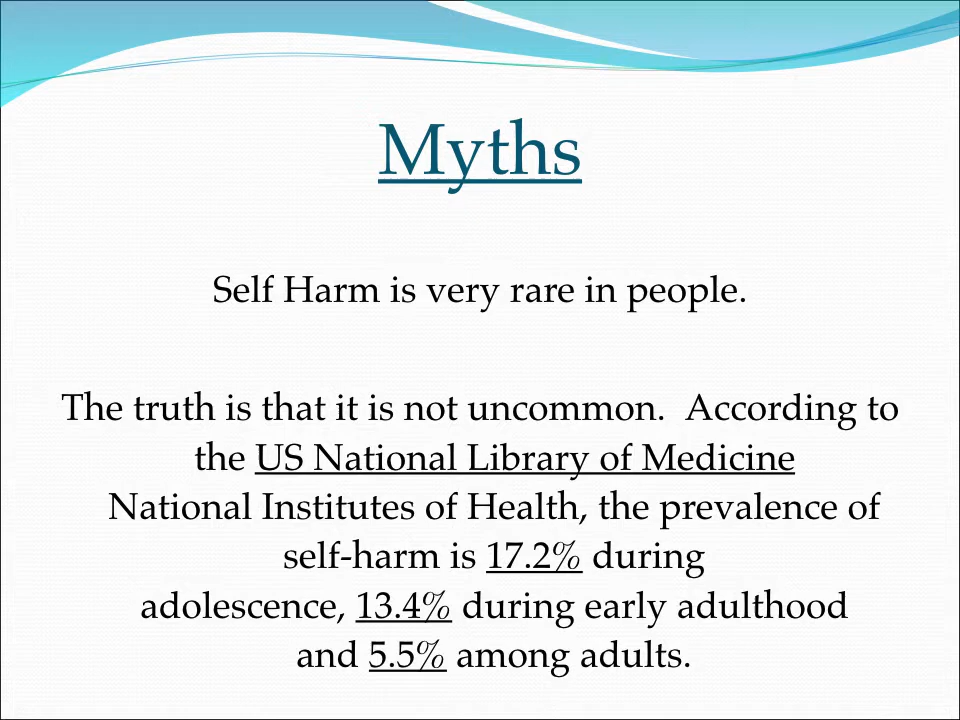 Myths
Self Harm is very rare in people.
The truth is that it is not uncommon.  According to
the US National Library of Medicine
National Institutes of Health, the prevalence of
self-harm is 17.2% during
adolescence, 13.4% during early adulthood
and 5.5% among adults.